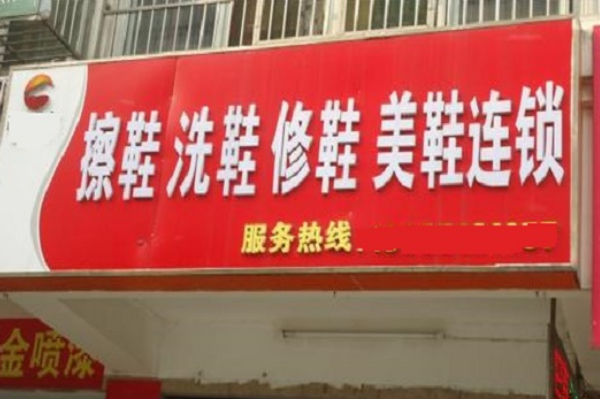 擦鞋 洗鞋 修鞋 美鞋连锁
服务热线
金喷漆